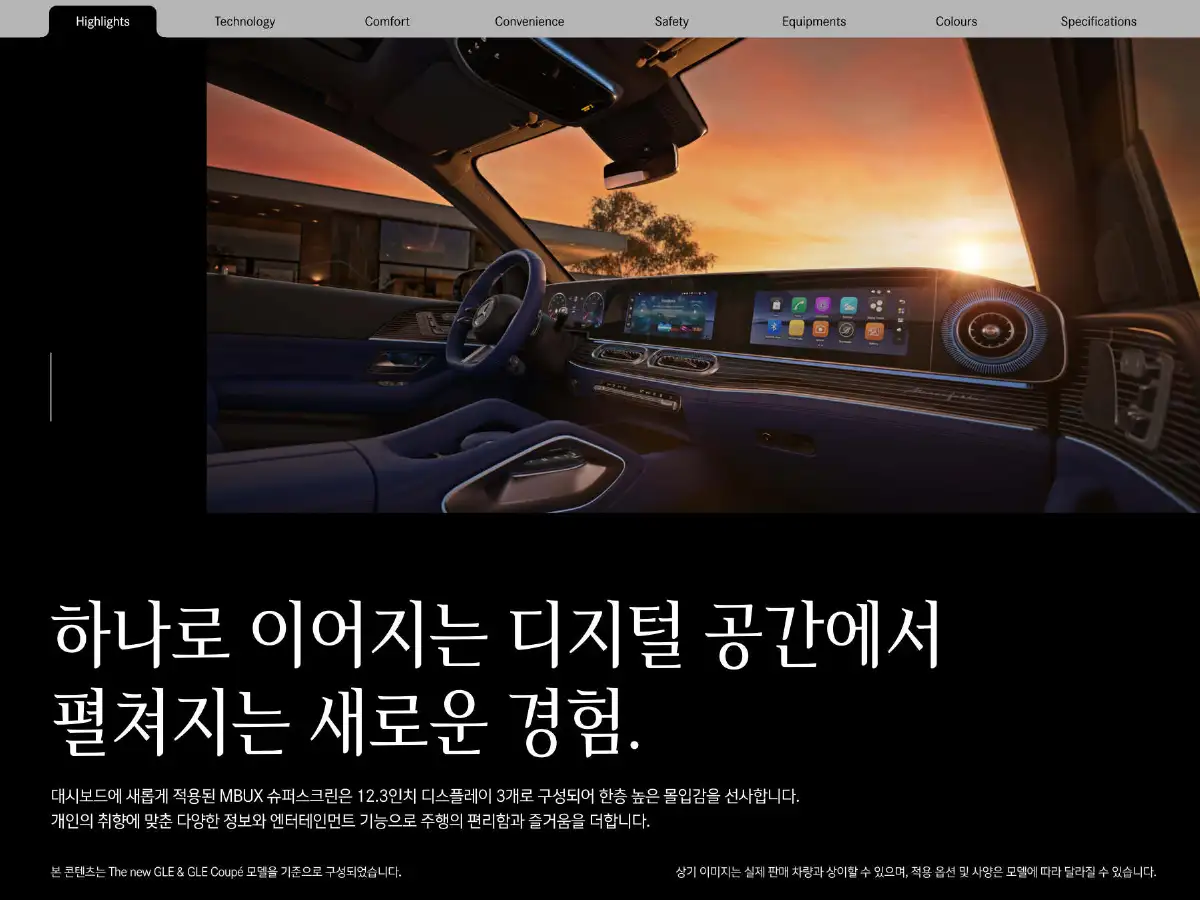 Highlights
Technology
Comfort
Convenience
Safety
Equipments
Colours
Specifications
하나로 이어지는 디지털 공간에서
펼쳐지는 새로운 경험.
대시보드에 새롭게 적용된 MBUX 슈퍼스크린은 12.3인치 디스플레이 3개로 구성되어 한층 높은 몰입감을 선사합니다.
개인의 취향에 맞춘 다양한 정보와 엔터테인먼트 기능으로 주행의 편리함과 즐거움을 더합니다.
본 콘텐츠는 The new GLE & GLE Coupé 모델을 기준으로 구성되었습니다.
상기 이미지는 실제 판매 차량과 상이할 수 있으며, 적용 옵션 및 사양은 모델에 따라 달라질 수 있습니다.